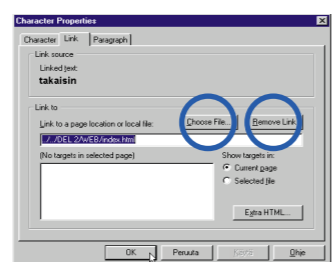 Character Properties
Character Link Paragraph
Link source
Linked text:
takaisin
Link to
Link to a page location or local file:
Choose File...
Remove Link
../../DEL 2/WEB/index.html
(No targets in selected page)
Show targets in:
Current page
Selected file
Extra HTML...
OK Peruuta Käytä Ohje